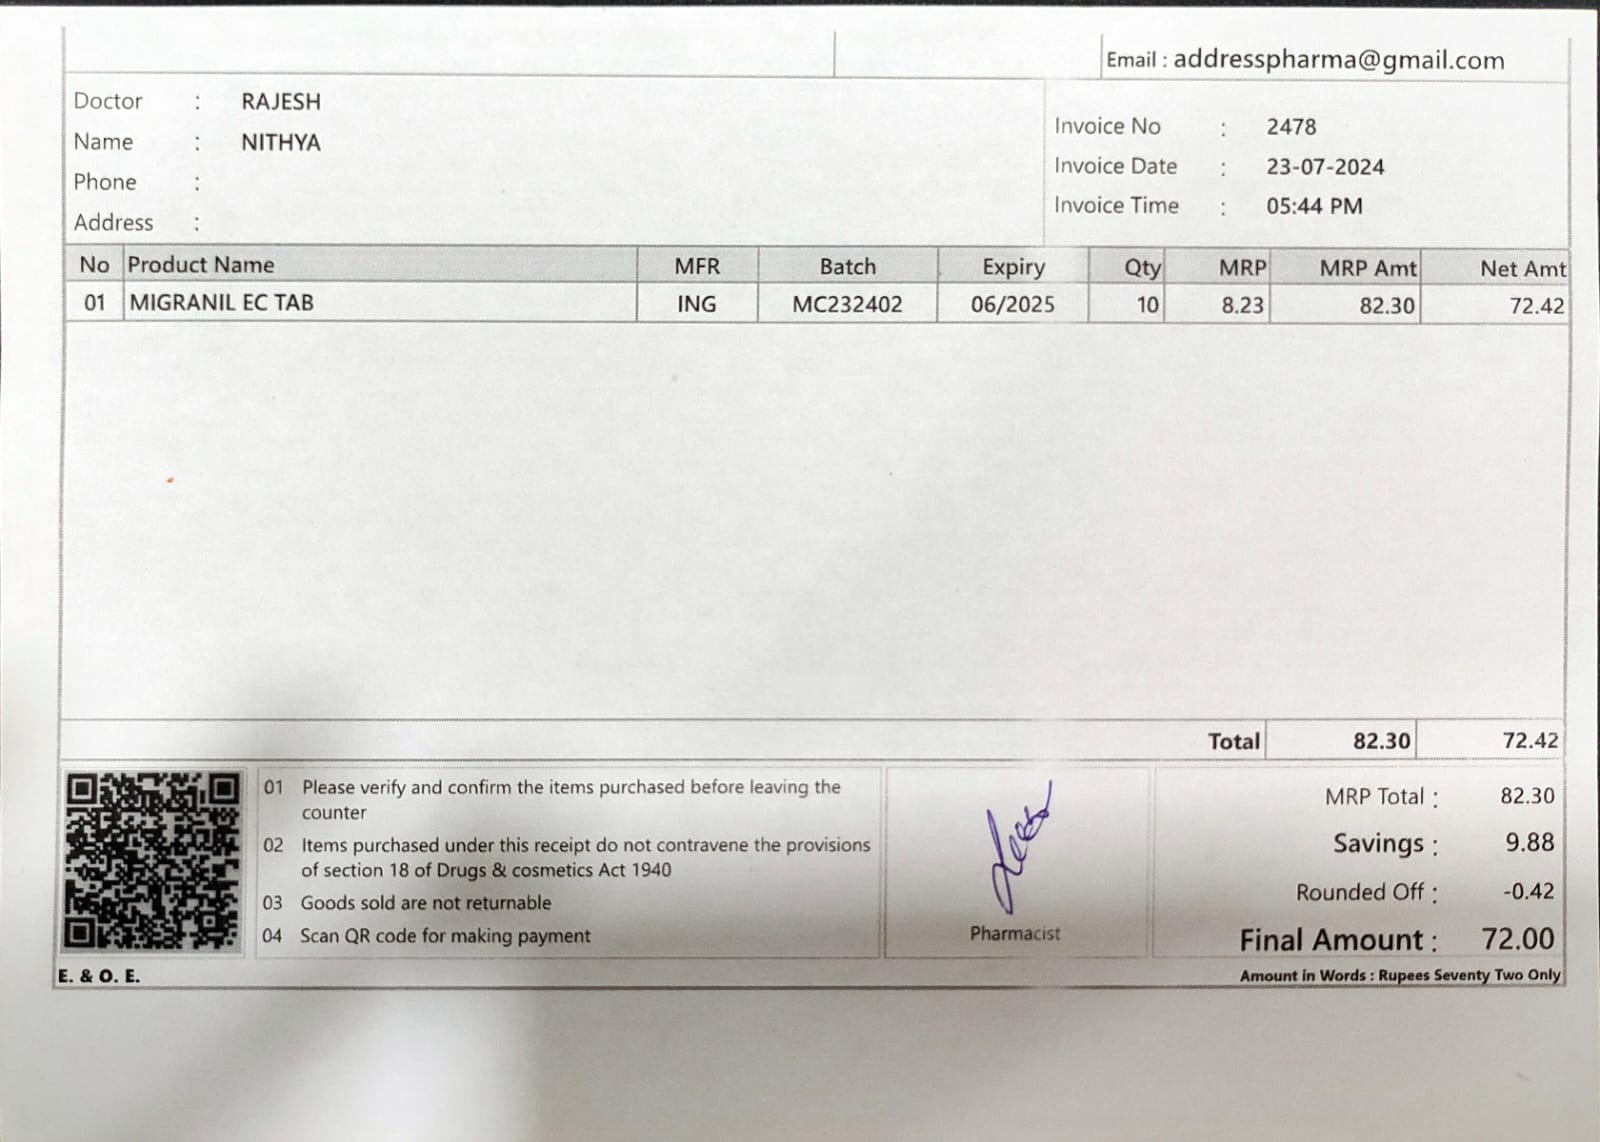 Email : addresspharma@gmail.com
Doctor : RAJESH
Name : NITHYA
Phone :
Address :
Invoice No : 2478
Invoice Date : 23-07-2024
Invoice Time : 05:44 PM
No Product Name MFR Batch Expiry Qty MRP MRP Amt Net Amt
01 MIGRANIL EC TAB ING MC232402 06/2025 10 8.23 82.30 72.42
Total 82.30 72.42
01 Please verify and confirm the items purchased before leaving the
counter
02 Items purchased under this receipt do not contravene the provisions
of section 18 of Drugs & cosmetics Act 1940
03 Goods sold are not returnable
04 Scan QR code for making payment
Pharmacist
MRP Total : 82.30
Savings : 9.88
Rounded Off : -0.42
Final Amount : 72.00
E. & O. E.
Amount in Words : Rupees Seventy Two Only